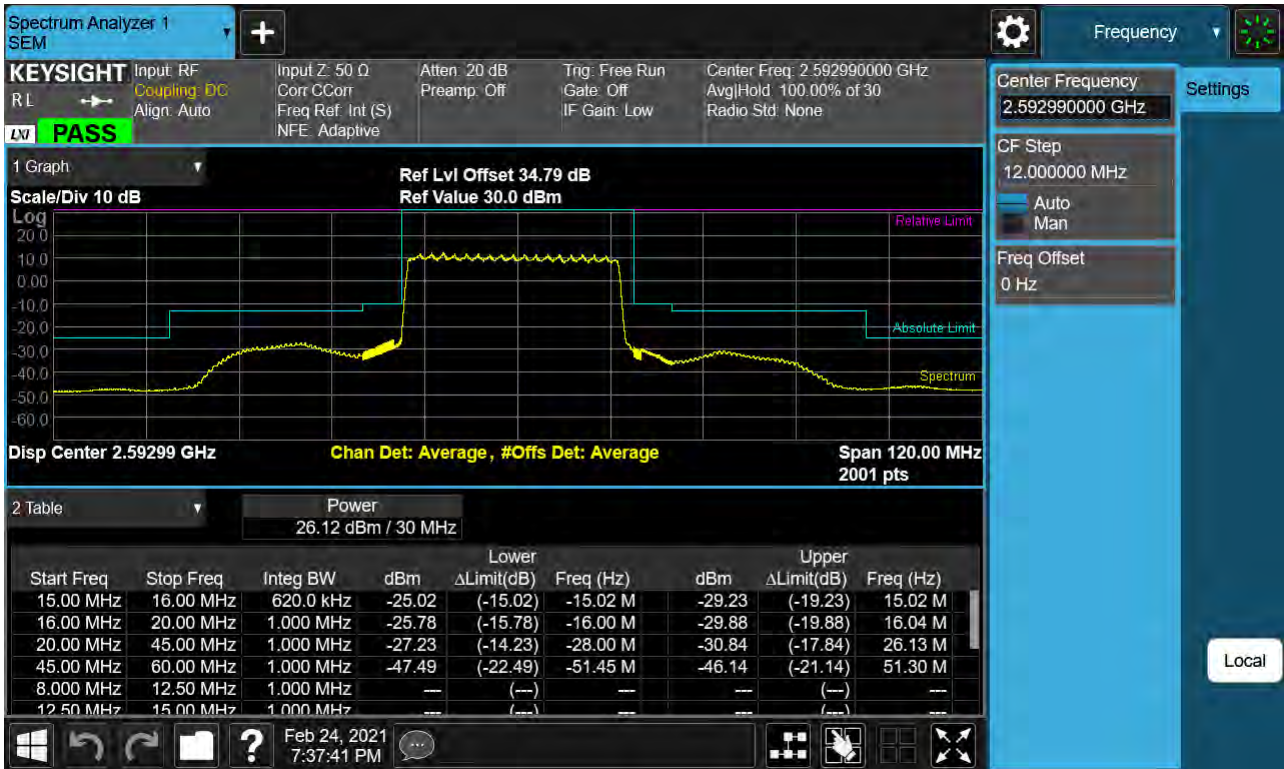 Spectrum Analyzer 1
SEM
Frequency
KEYSIGHT
R L
LXI
PASS
Input: RF
Coupling: DC
Align: Auto
Input Z: 50 Ω
Corr CCorr
Freq Ref: Int (S)
NFE: Adaptive
Atten: 20 dB
Preamp: Off
Trig: Free Run
Gate: Off
IF Gain: Low
Center Freq: 2.592990000 GHz
Avg|Hold: 100.00% of 30
Radio Std: None
Center Frequency
2.592990000 GHz
Settings
CF Step
12.000000 MHz
Auto
Man
Freq Offset
0 Hz
Local
1 Graph
Scale/Div 10 dB
Ref Lvl Offset 34.79 dB
Ref Value 30.0 dBm
Log
20.0
10.0
0.00
-10.0
-20.0
-30.0
-40.0
-50.0
-60.0
Relative Limit
Absolute Limit
Spectrum
Disp Center 2.59299 GHz
Chan Det: Average, #Offs Det: Average
Span 120.00 MHz
2001 pts
2 Table
Power
26.12 dBm / 30 MHz
Lower Upper
Start Freq Stop Freq Integ BW dBm ΔLimit(dB) Freq (Hz) dBm ΔLimit(dB) Freq (Hz)
15.00 MHz 16.00 MHz 620.0 kHz -25.02 (-15.02) -15.02 M -29.23 (-19.23) 15.02 M
16.00 MHz 20.00 MHz 1.000 MHz -25.78 (-15.78) -16.00 M -29.88 (-19.88) 16.04 M
20.00 MHz 45.00 MHz 1.000 MHz -27.23 (-14.23) -28.00 M -30.84 (-17.84) 26.13 M
45.00 MHz 60.00 MHz 1.000 MHz -47.49 (-22.49) -51.45 M -46.14 (-21.14) 51.30 M
8.000 MHz 12.50 MHz 1.000 MHz --- (---) --- --- (---) ---
12.50 MHz 15.00 MHz 1.000 MHz --- (---) --- --- (---) ---
?
Feb 24, 2021
7:37:41 PM